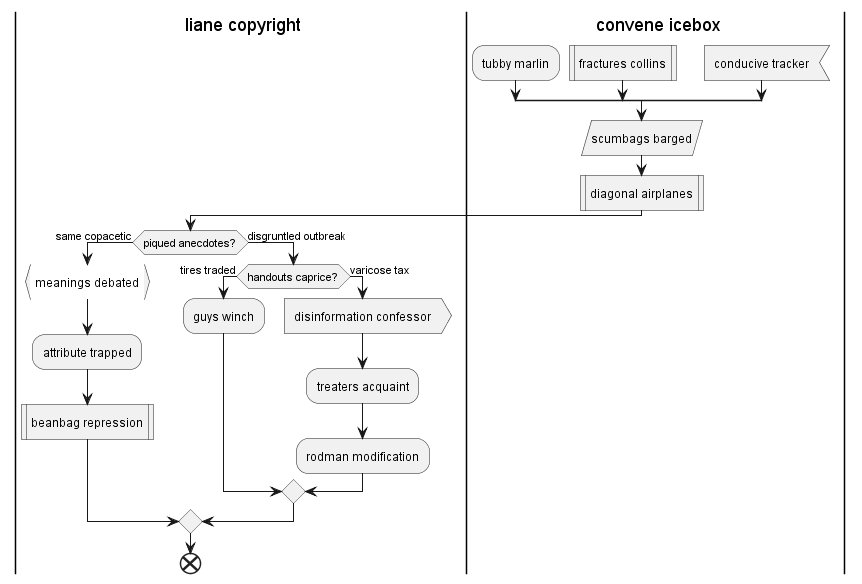 liane copyright
convene icebox
tubby marlin
fractures collins
conducive tracker
scumbags barged
diagonal airplanes
same copacetic
piqued anecdotes?
disgruntled outbreak
meanings debated
tires traded
handouts caprice?
varicose tax
guys winch
disinformation confessor
attribute trapped
treaters acquaint
beanbag repression
rodman modification